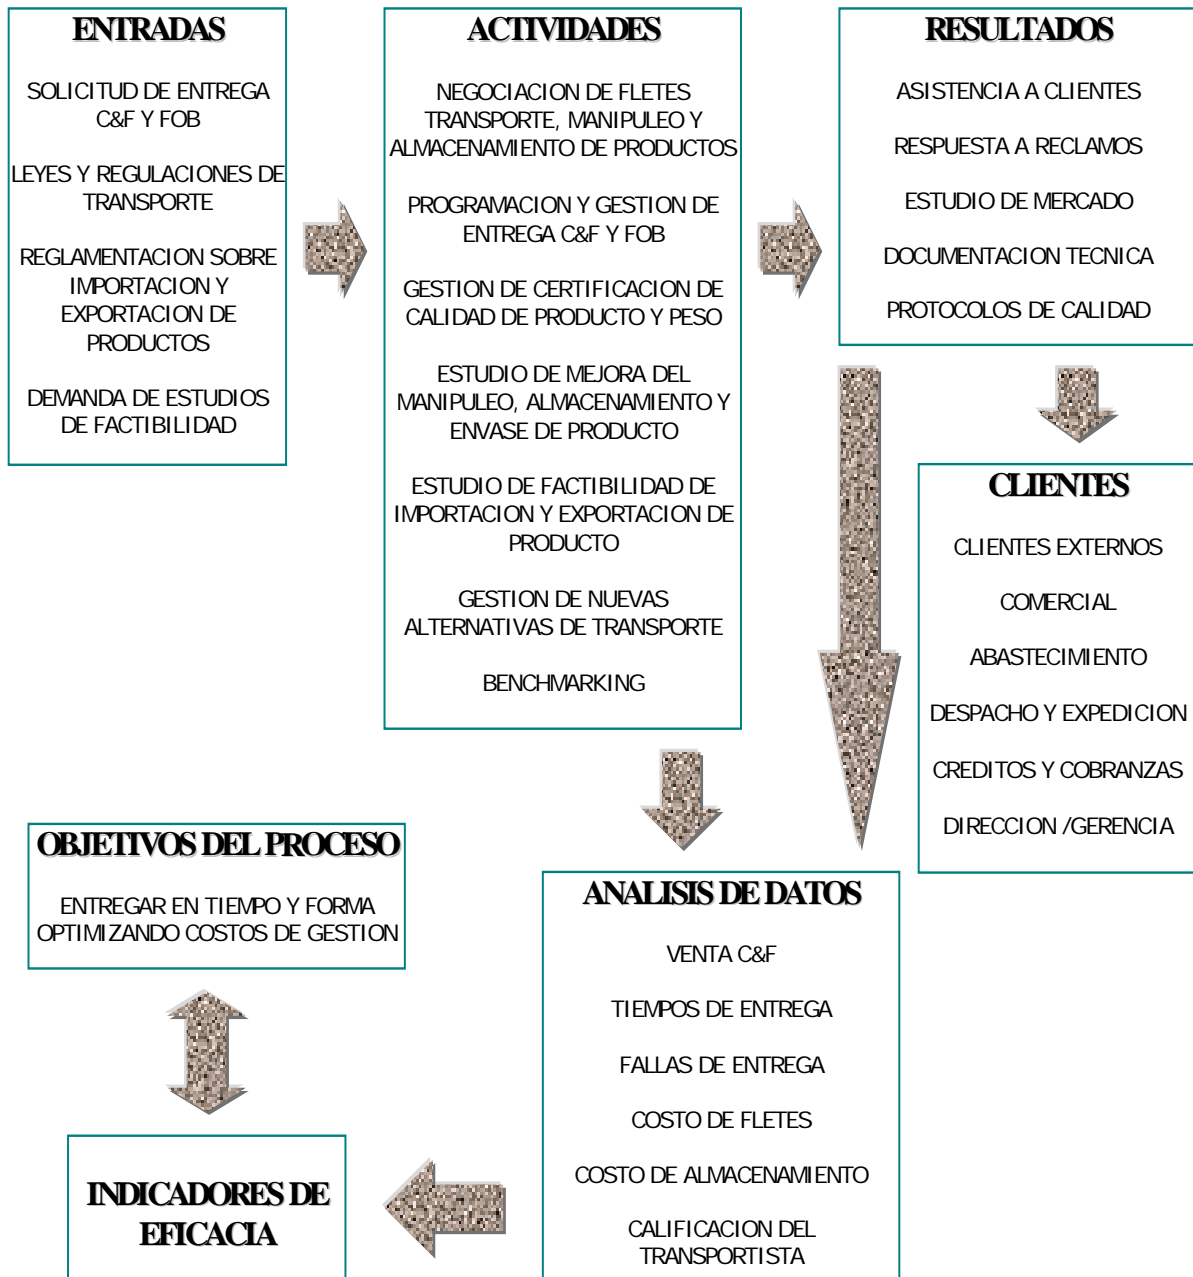 ENTRADAS
SOLICITUD DE ENTREGA
C&F Y FOB
LEYES Y REGULACIONES DE
TRANSPORTE
REGLAMENTACION SOBRE
IMPORTACION Y
EXPORTACION DE
PRODUCTOS
DEMANDA DE ESTUDIOS
DE FACTIBILIDAD
ACTIVIDADES
NEGOCIACION DE FLETES
TRANSPORTE, MANIPULEO Y
ALMACENAMIENTO DE PRODUCTOS
PROGRAMACION Y GESTION DE
ENTREGA C&F Y FOB
GESTION DE CERTIFICACION DE
CALIDAD DE PRODUCTO Y PESO
ESTUDIO DE MEJORA DEL
MANIPULEO, ALMACENAMIENTO Y
ENVASE DE PRODUCTO
ESTUDIO DE FACTIBILIDAD DE
IMPORTACION Y EXPORTACION DE
PRODUCTO
GESTION DE NUEVAS
ALTERNATIVAS DE TRANSPORTE
BENCHMARKING
RESULTADOS
ASISTENCIA A CLIENTES
RESPUESTA A RECLAMOS
ESTUDIO DE MERCADO
DOCUMENTACION TECNICA
PROTOCOLOS DE CALIDAD
CLIENTES
CLIENTES EXTERNOS
COMERCIAL
ABASTECIMIENTO
DESPACHO Y EXPEDICION
CREDITOS Y COBRANZAS
DIRECCION /GERENCIA
OBJETIVOS DEL PROCESO
ENTREGAR EN TIEMPO Y FORMA
OPTIMIZANDO COSTOS DE GESTION
ANALISIS DE DATOS
VENTA C&F
TIEMPOS DE ENTREGA
FALLAS DE ENTREGA
COSTO DE FLETES
COSTO DE ALMACENAMIENTO
CALIFICACION DEL
TRANSPORTISTA
INDICADORES DE
EFICACIA